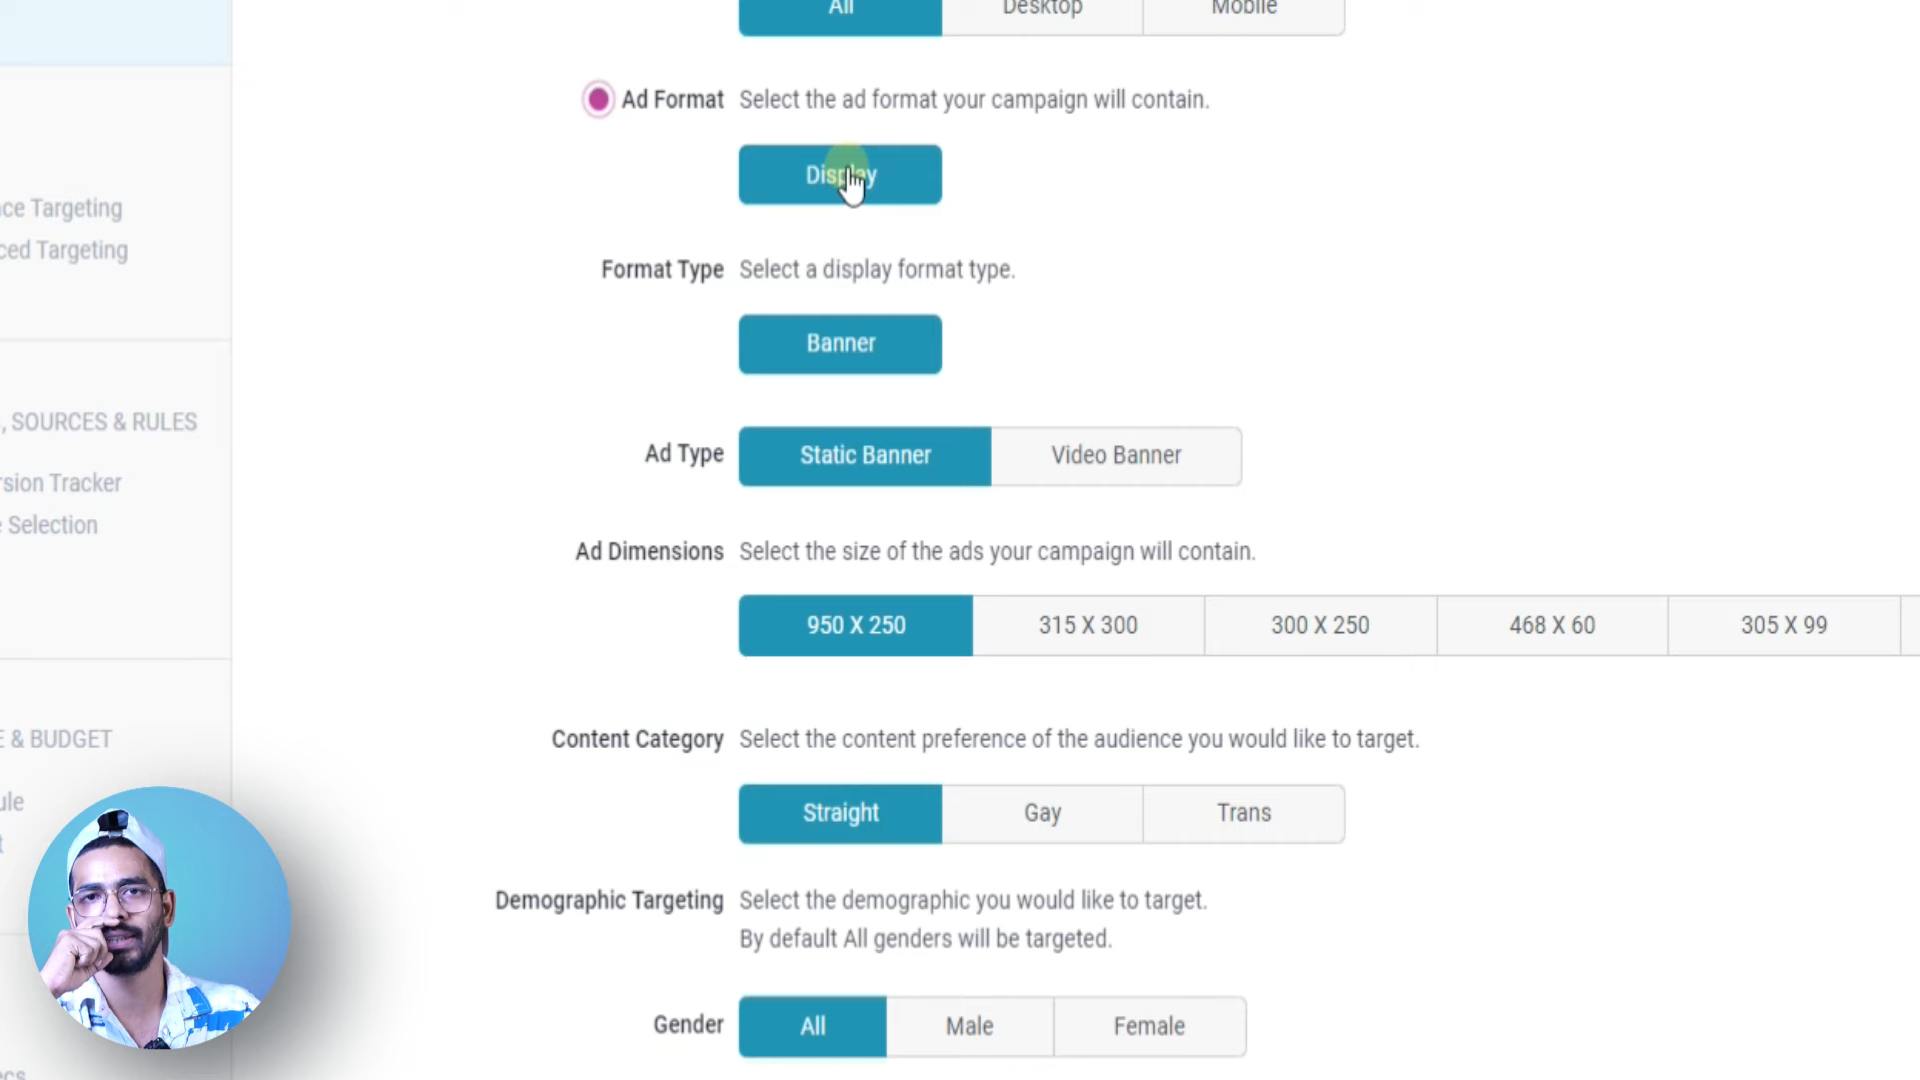 All Desktop Mobile
Ad Format Select the ad format your campaign will contain.
Display
ce Targeting
ced Targeting
Format Type Select a display format type.
Banner
, SOURCES & RULES
Ad Type Static Banner Video Banner
rsion Tracker
Selection
Ad Dimensions Select the size of the ads your campaign will contain.
950 X 250 315 X 300 300 X 250 468 X 60 305 X 99
E & BUDGET
Content Category Select the content preference of the audience you would like to target.
ule
Straight Gay Trans
t
Demographic Targeting Select the demographic you would like to target.
By default All genders will be targeted.
Gender All Male Female
ecs